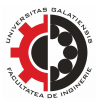 UNIVERSITAS GALATIENSIS
FACULTATEA DE INGINERIE